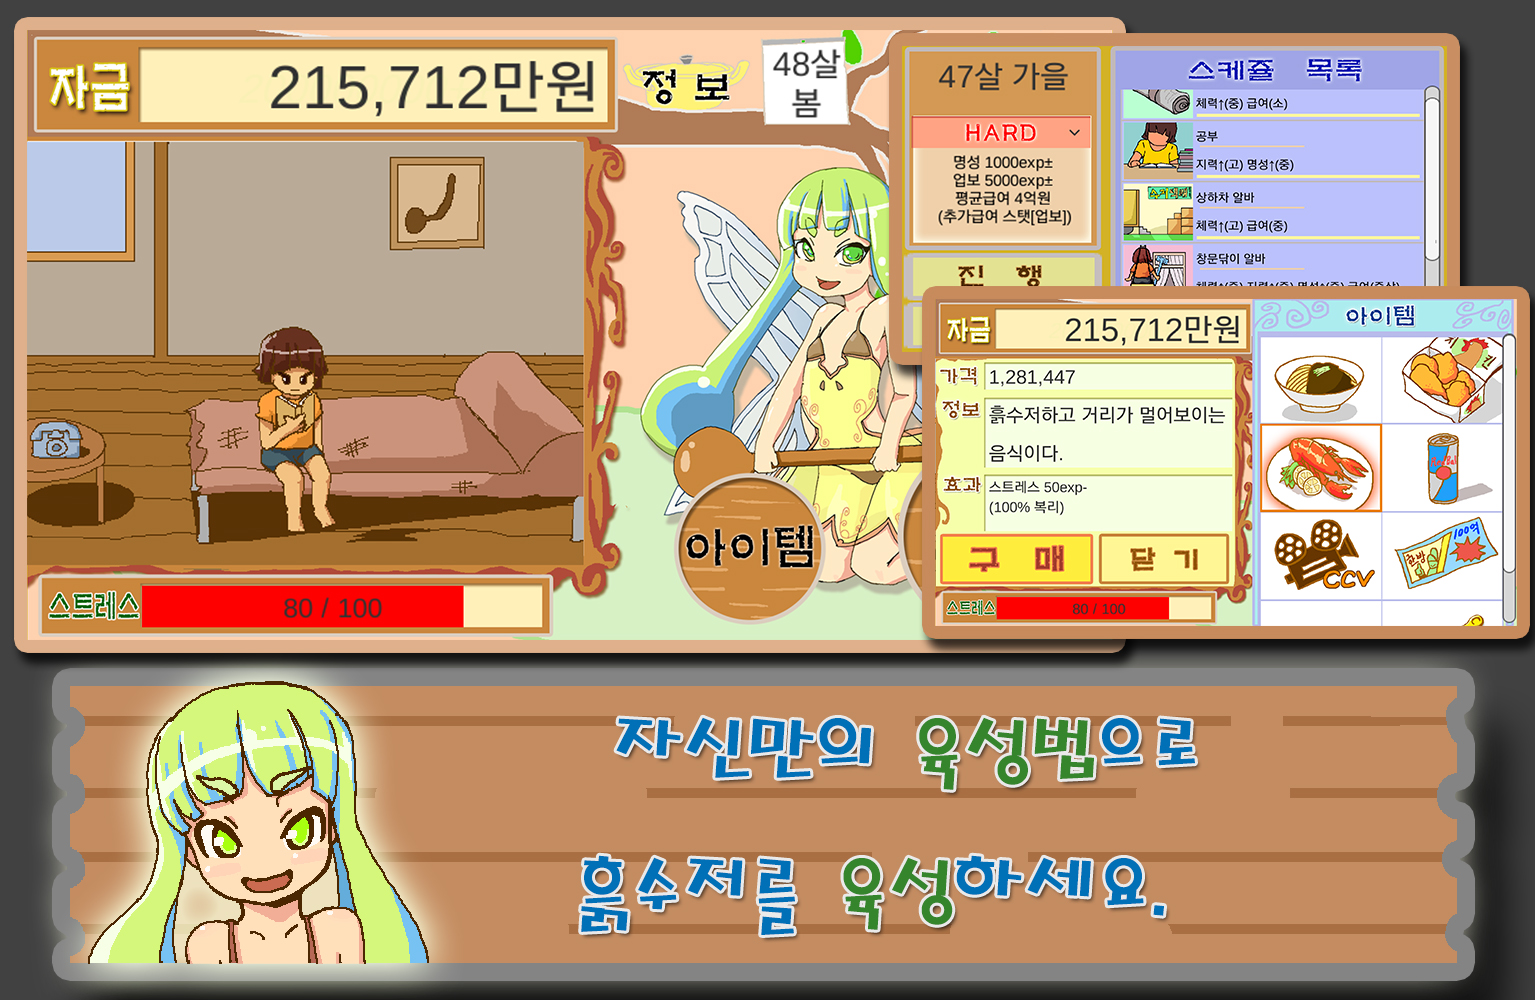 자금
215,712만원
정 보
48살
봄
스트레스
80 / 100
아이템
47살 가을
HARD
명성 1000exp±
업보 5000exp±
평균급여 4억원
(추가급여 스탯[업보])
진 행
스케쥴 목록
체력↑(중) 급여(소)
공부
지력↑(고) 명성↑(중)
상하차 알바
체력↑(고) 급여(중)
창문닦이 알바
자금
215,712만원
가격
1,281,447
정보
흙수저하고 거리가 멀어보이는
음식이다.
효과
스트레스 50exp-
(100% 복리)
구 매
닫 기
스트레스
80 / 100
아이템
CCV
한방
100억
자신만의 육성법으로
흙수저를 육성하세요.